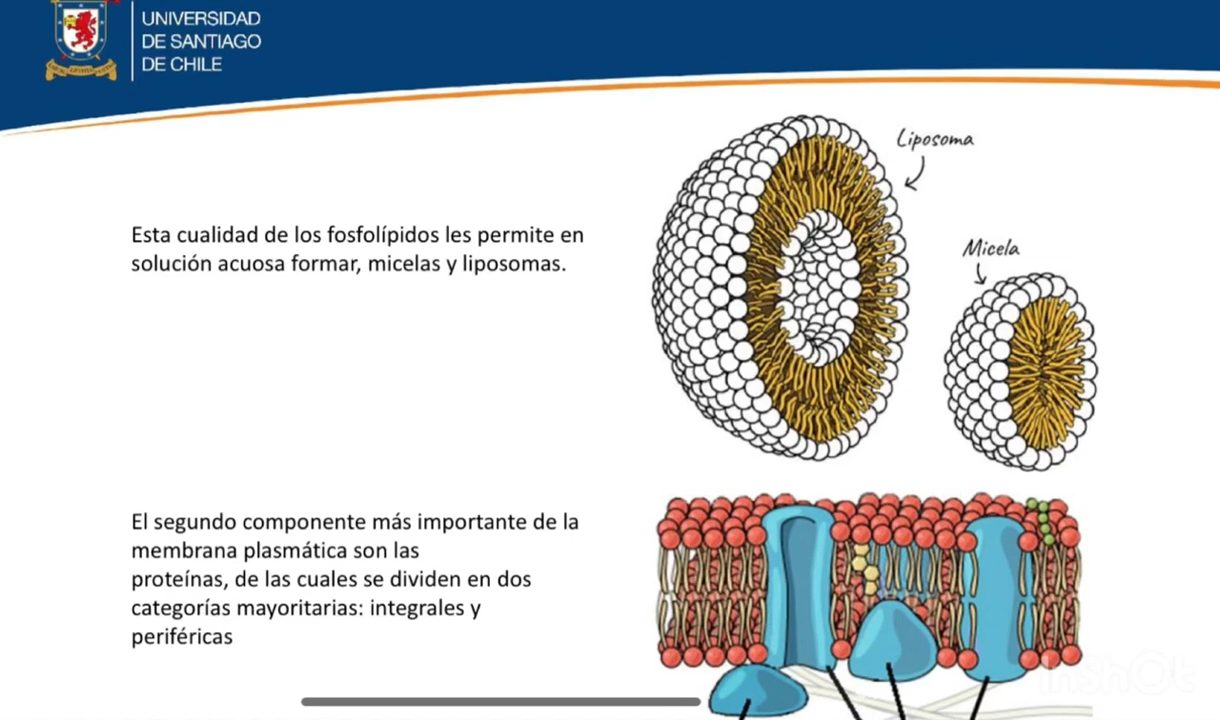 UNIVERSIDAD
DE SANTIAGO
DE CHILE
Liposoma
Micela
Esta cualidad de los fosfolípidos les permite en
solución acuosa formar, micelas y liposomas.
El segundo componente más importante de la
membrana plasmática son las
proteínas, de las cuales se dividen en dos
categorías mayoritarias: integrales y
periféricas
InshOt